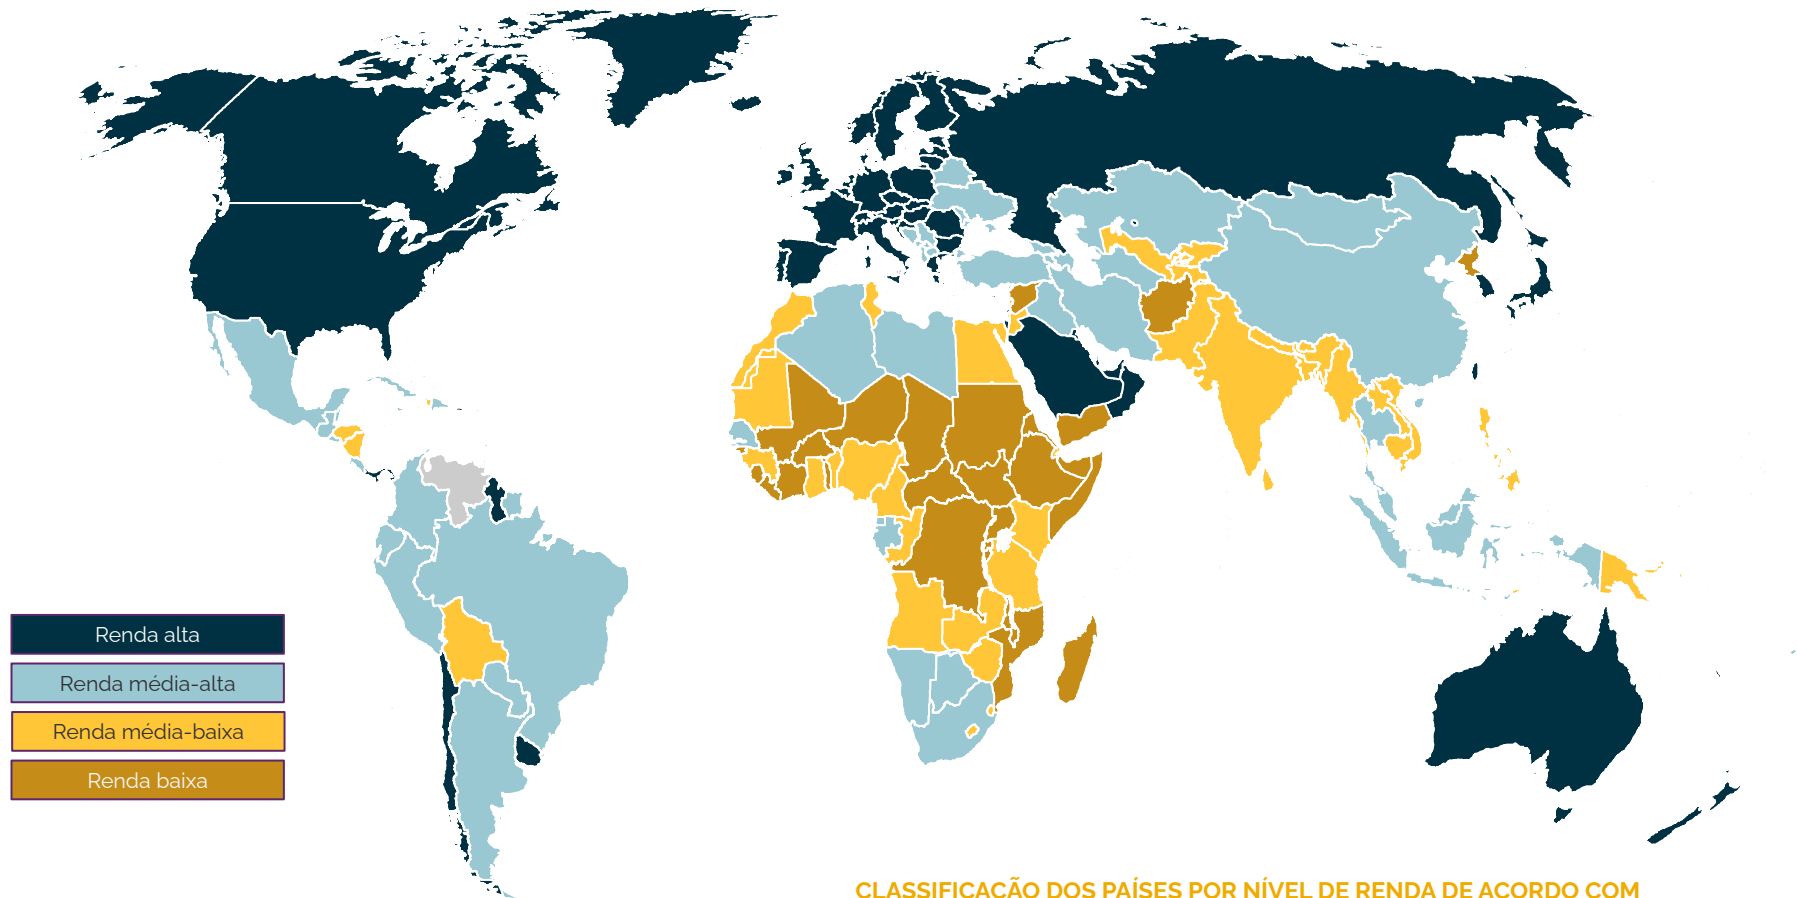 Renda alta
Renda média-alta
Renda média-baixa
Renda baixa
CLASSIFICAÇÃO DOS PAÍSES POR NÍVEL DE RENDA DE ACORDO COM